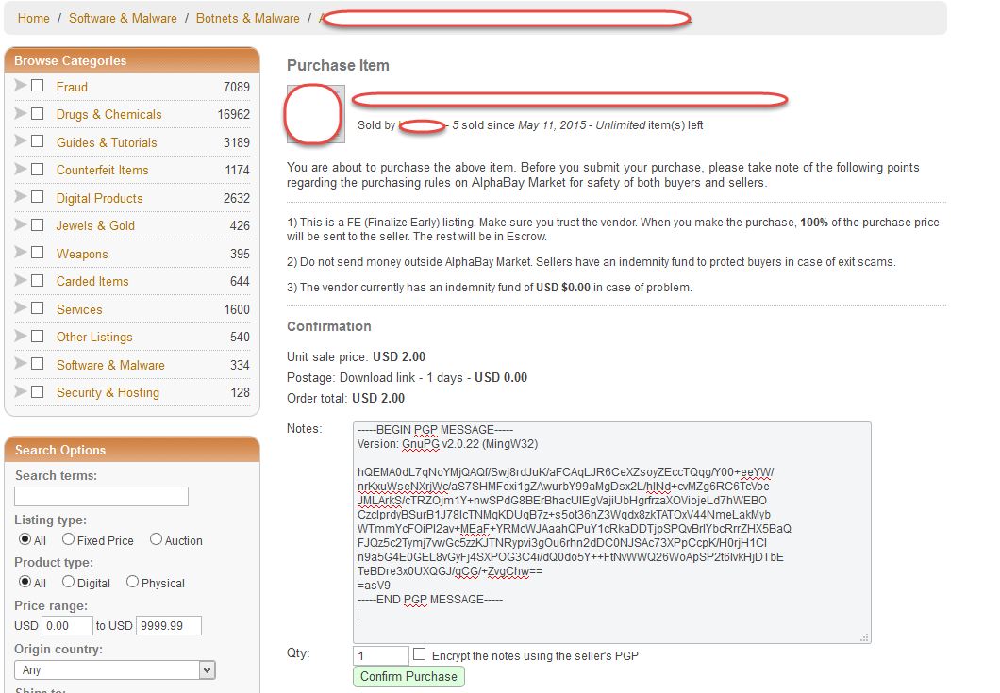 Home / Software & Malware / Botnets & Malware /
Browse Categories
Fraud 7089
Drugs & Chemicals 16962
Guides & Tutorials 3189
Counterfeit Items 1174
Digital Products 2632
Jewels & Gold 426
Weapons 395
Carded Items 644
Services 1600
Other Listings 540
Software & Malware 334
Security & Hosting 128
Search Options
Search terms:
Listing type:
All Fixed Price Auction
Product type:
All Digital Physical
Price range:
USD 0.00 to USD 9999.99
Origin country:
Any
Ships to:
Purchase Item
Sold by - 5 sold since May 11, 2015 - Unlimited item(s) left
You are about to purchase the above item. Before you submit your purchase, please take note of the following points
regarding the purchasing rules on AlphaBay Market for safety of both buyers and sellers.
1) This is a FE (Finalize Early) listing. Make sure you trust the vendor. When you make the purchase, 100% of the purchase price
will be sent to the seller. The rest will be in Escrow.
2) Do not send money outside AlphaBay Market. Sellers have an indemnity fund to protect buyers in case of exit scams.
3) The vendor currently has an indemnity fund of USD $0.00 in case of problem.
Confirmation
Unit sale price: USD 2.00
Postage: Download link - 1 days - USD 0.00
Order total: USD 2.00
Notes:
-----BEGIN PGP MESSAGE-----
Version: GnuPG v2.0.22 (MingW32)
hQEMA0dL7qNoYMjQAQf/Swj8rdJuK/aFCAqLJR6CeXZsoyZEccTQqg/Y00+eeYW/
nrKxuWseNXrjWc/aS7SHMFexi1gZAwurbY99aMgDsx2L/hINd+cvMZg6RC6TcVoe
JMLArkS/cTRZOjm1Y+nwSPdG8BErBhacUIEgVajiUbHgrfrzaXOViojeLd7hWEBO
CzcIprdyBSurB1J78IcTNMgKDUqB7z+s5ot36hZ3Wqdx8zkTATOxV44NmeLakMyb
WTmmYcFOiPI2av+MEaF+YRMcWJAaahQPuY1cRkaDDTjpSPQvBrlYbcRrrZHX5BaQ
FJQz5c2Tymj7vwGc5zzKJTNRypvi3gOu6rhn2dDC0NJSAc73XPpCcpK/H0rjH1CI
n9a5G4E0GEL8vGyFj4SXPOG3C4i/dQ0do5Y++FtNvWWQ26WoApSP2t6lvkHjDTbE
TeBDre3x0UXQGJ/qCG/+ZvgChw==
=asV9
-----END PGP MESSAGE-----
Qty: 1 Encrypt the notes using the seller's PGP
Confirm Purchase